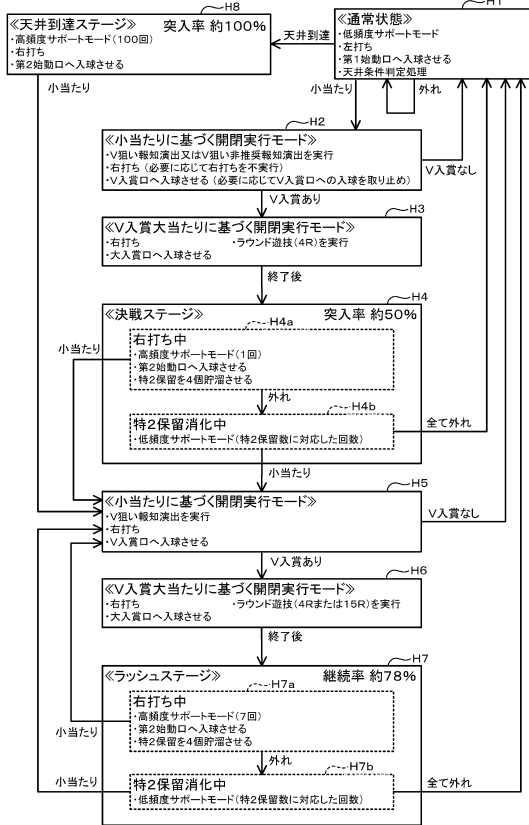 H8
《天井到達ステージ》 突入率 約100%
・高頻度サポートモード(100回)
・右打ち
・第2始動口へ入球させる
天井到達
H1
《通常状態》
・低頻度サポートモード
・左打ち
・第1始動口へ入球させる
・天井条件判定処理
小当たり
小当たり
外れ
H2
《小当たりに基づく開閉実行モード》
・V狙い報知演出又はV狙い非推奨報知演出を実行
・右打ち(必要に応じて右打ちを不実行)
・V入賞口へ入球させる(必要に応じてV入賞口への入球を取り止め)
V入賞なし
V入賞あり
H3
《V入賞大当たりに基づく開閉実行モード》
・右打ち ・ラウンド遊技(4R)を実行
・大入賞口へ入球させる
終了後
H4
《決戦ステージ》 突入率 約50%
H4a
右打ち中
・高頻度サポートモード(1回)
・第2始動口へ入球させる
・特2保留を4個貯溜させる
小当たり
外れ
H4b
特2保留消化中
・低頻度サポートモード(特2保留数に対応した回数)
全て外れ
小当たり
H5
《小当たりに基づく開閉実行モード》
・V狙い報知演出を実行
・右打ち
・V入賞口へ入球させる
V入賞なし
V入賞あり
H6
《V入賞大当たりに基づく開閉実行モード》
・右打ち ・ラウンド遊技(4Rまたは15R)を実行
・大入賞口へ入球させる
終了後
H7
《ラッシュステージ》 継続率 約78%
H7a
右打ち中
・高頻度サポートモード(7回)
・第2始動口へ入球させる
・特2保留を4個貯溜させる
小当たり
外れ
H7b
小当たり
特2保留消化中
・低頻度サポートモード(特2保留数に対応した回数)
全て外れ